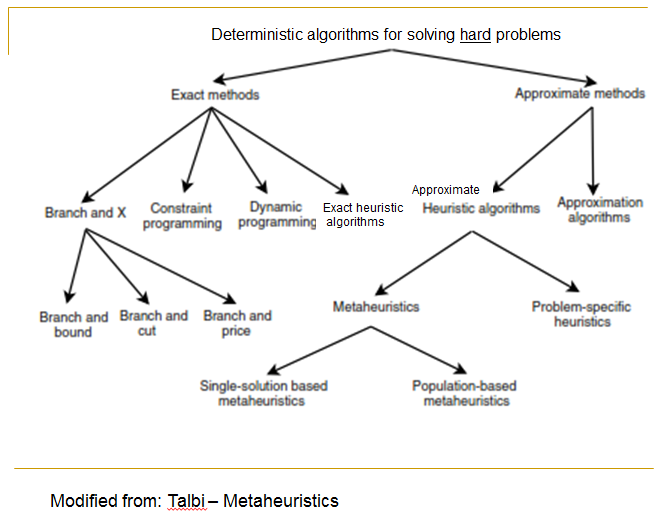 Deterministic algorithms for solving hard problems
Exact methods
Approximate methods
Branch and X
Constraint
programming
Dynamic
programming
Exact heuristic
algorithms
Approximate
Heuristic algorithms
Approximation
algorithms
Branch and
bound
Branch and
cut
Branch and
price
Metaheuristics
Problem-specific
heuristics
Single-solution based
metaheuristics
Population-based
metaheuristics
Modified from: Talbi – Metaheuristics